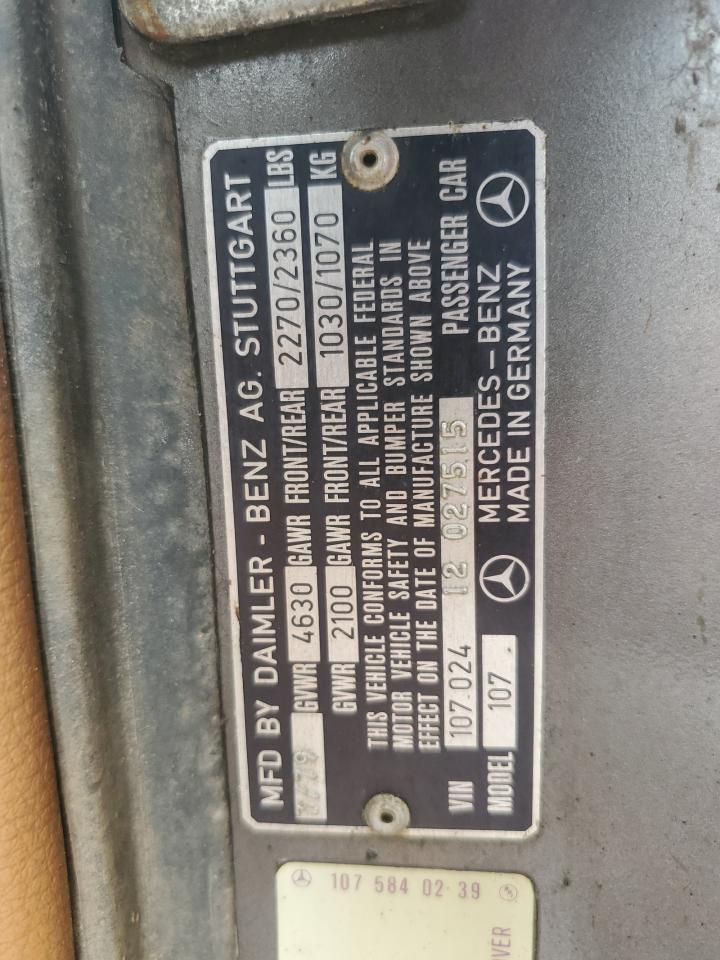 MFD BY DAIMLER - BENZ AG. STUTTGART
GVWR 4630 GAWR FRONT/REAR 2270/2360 LBS
GVWR 2100 GAWR FRONT/REAR 1030/1070 KG
THIS VEHICLE CONFORMS TO ALL APPLICABLE FEDERAL
MOTOR VEHICLE SAFETY AND BUMPER STANDARDS IN
EFFECT ON THE DATE OF MANUFACTURE SHOWN ABOVE
VIN 107.024 12 027515 PASSENGER CAR
MODEL 107 MERCEDES-BENZ
MADE IN GERMANY
107 584 02 39